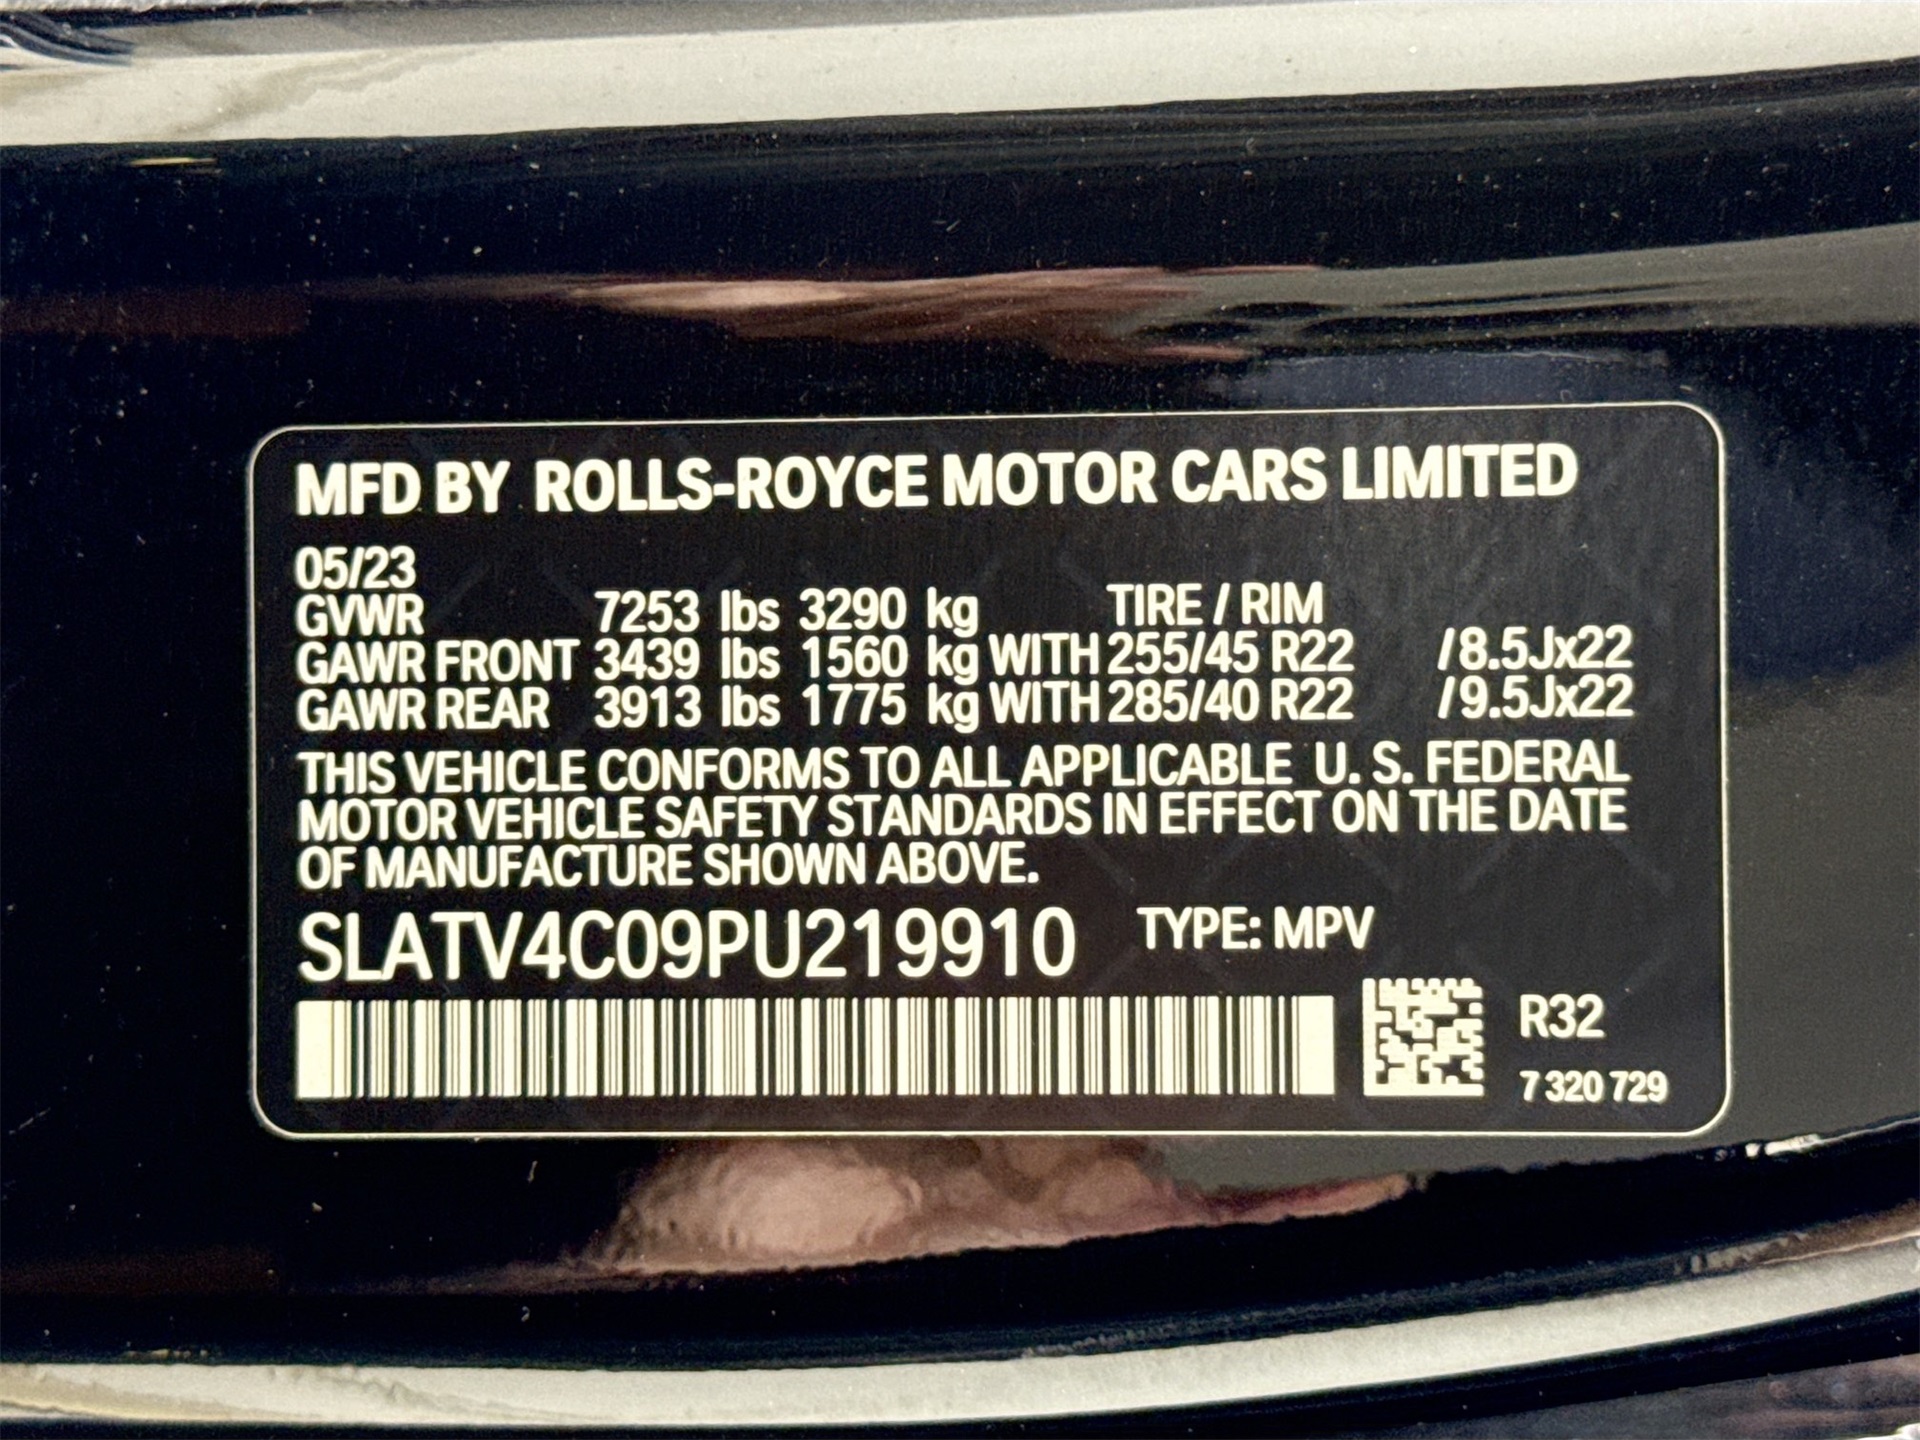 MFD BY ROLLS-ROYCE MOTOR CARS LIMITED
05/23
GVWR 7253 lbs 3290 kg TIRE / RIM
GAWR FRONT 3439 lbs 1560 kg WITH 255/45 R22 /8.5Jx22
GAWR REAR 3913 lbs 1775 kg WITH 285/40 R22 /9.5Jx22
THIS VEHICLE CONFORMS TO ALL APPLICABLE U. S. FEDERAL
MOTOR VEHICLE SAFETY STANDARDS IN EFFECT ON THE DATE
OF MANUFACTURE SHOWN ABOVE.
SLATV4C09PU219910 TYPE: MPV
R32
7 320 729